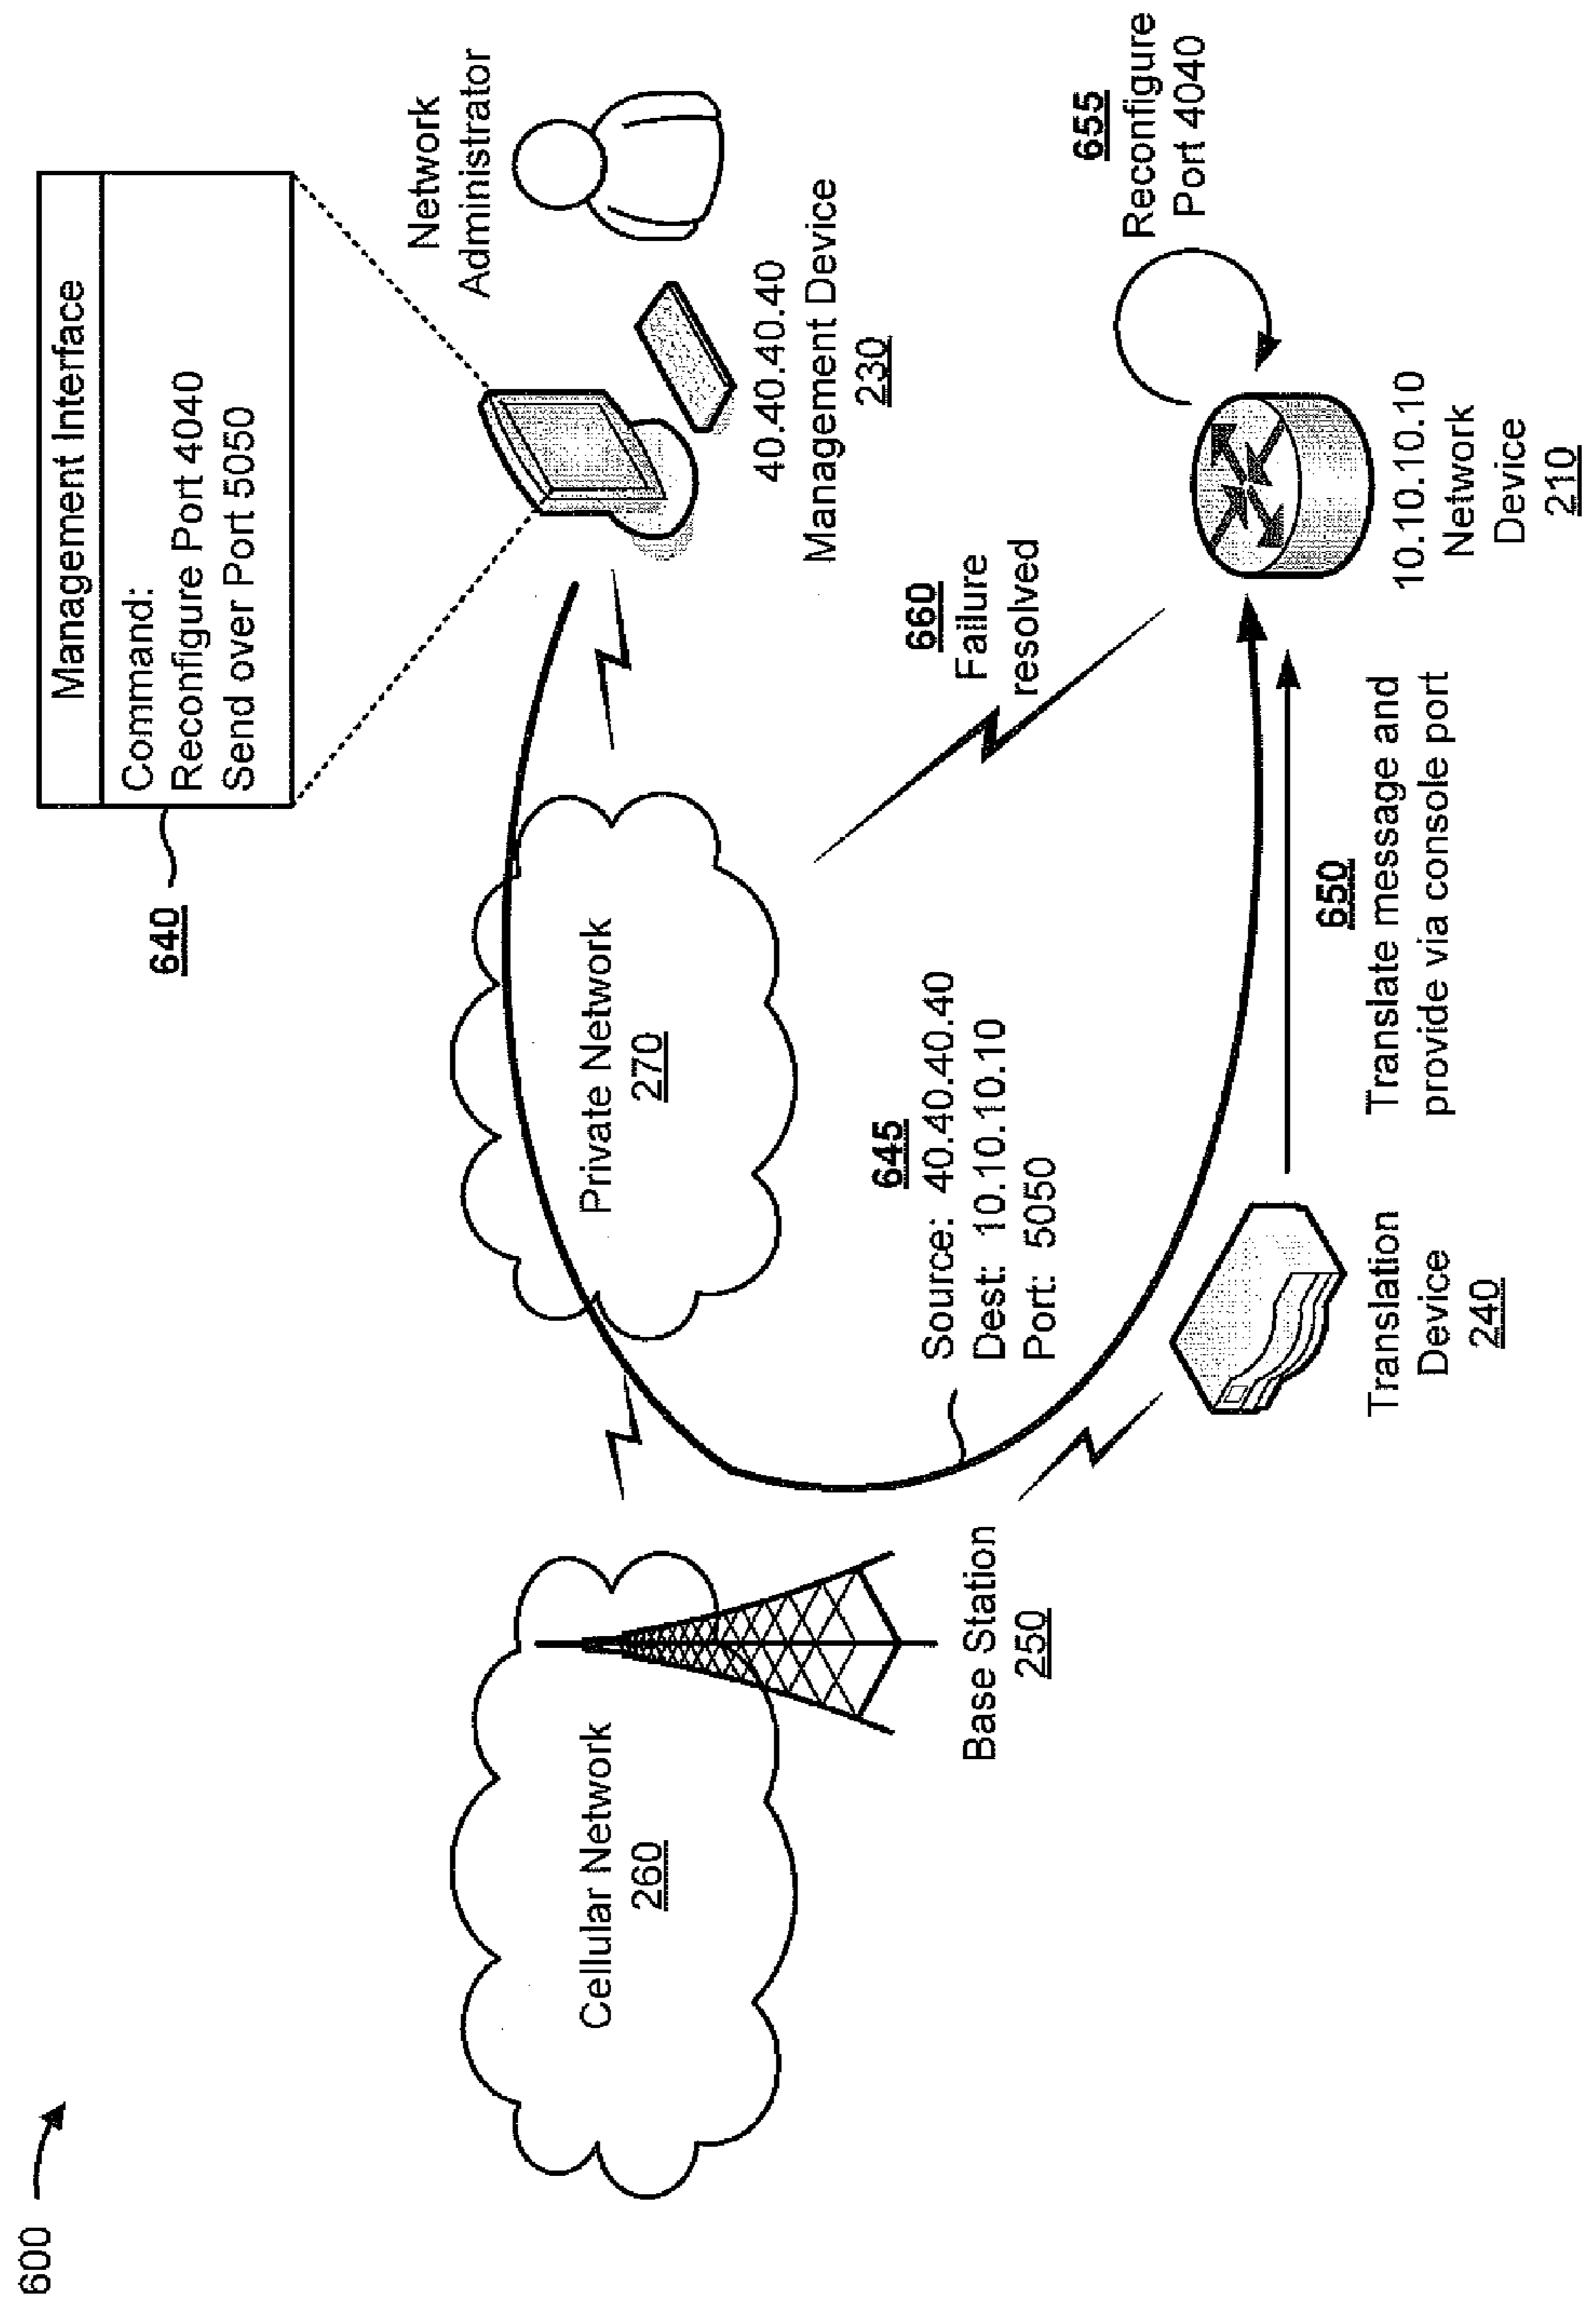 600
640
Management Interface
Command:
Reconfigure Port 4040
Send over Port 5050
Network
Administrator
40.40.40.40
Management Device
230
Cellular Network
260
Private Network
270
Base Station
250
645
Source: 40.40.40.40
Dest: 10.10.10.10
Port: 5050
660
Failure
resolved
655
Reconfigure
Port 4040
Translation
Device
240
650
Translate message and
provide via console port
10.10.10.10
Network
Device
210